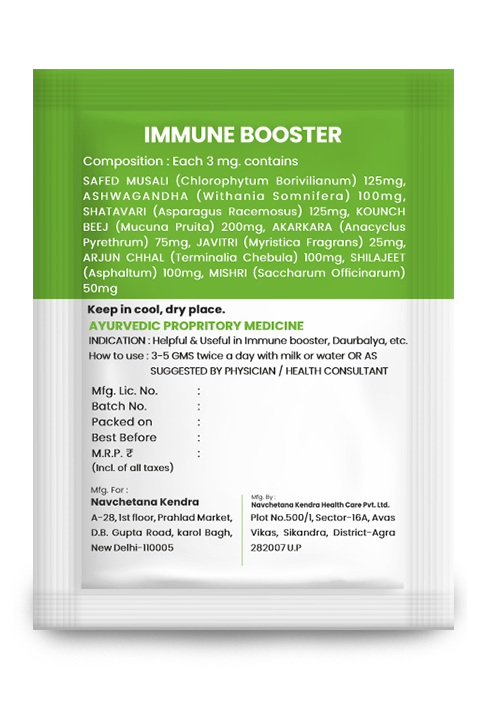 IMMUNE BOOSTER
Composition : Each 3 mg. contains
SAFED MUSALI (Chlorophytum Borivilianum) 125mg,
ASHWAGANDHA (Withania Somnifera) 100mg,
SHATAVARI (Asparagus Racemosus) 125mg, KOUNCH
BEEJ (Mucuna Pruita) 200mg, AKARKARA (Anacyclus
Pyrethrum) 75mg, JAVITRI (Myristica Fragrans) 25mg,
ARJUN CHHAL (Terminalia Chebula) 100mg, SHILAJEET
(Asphaltum) 100mg, MISHRI (Saccharum Officinarum)
50mg
Keep in cool, dry place.
AYURVEDIC PROPRITORY MEDICINE
INDICATION : Helpful & Useful in Immune booster, Daurbalya, etc.
How to use : 3-5 GMS twice a day with milk or water OR AS
SUGGESTED BY PHYSICIAN / HEALTH CONSULTANT
Mfg. Lic. No. :
Batch No. :
Packed on :
Best Before :
M.R.P. ₹ :
(Incl. of all taxes)
Mfg. For :
Navchetana Kendra
A-28, 1st floor, Prahlad Market,
D.B. Gupta Road, karol Bagh,
New Delhi-110005
Mfg. By :
Navchetana Kendra Health Care Pvt. Ltd.
Plot No.500/1, Sector-16A, Avas
Vikas, Sikandra, District-Agra
282007 U.P